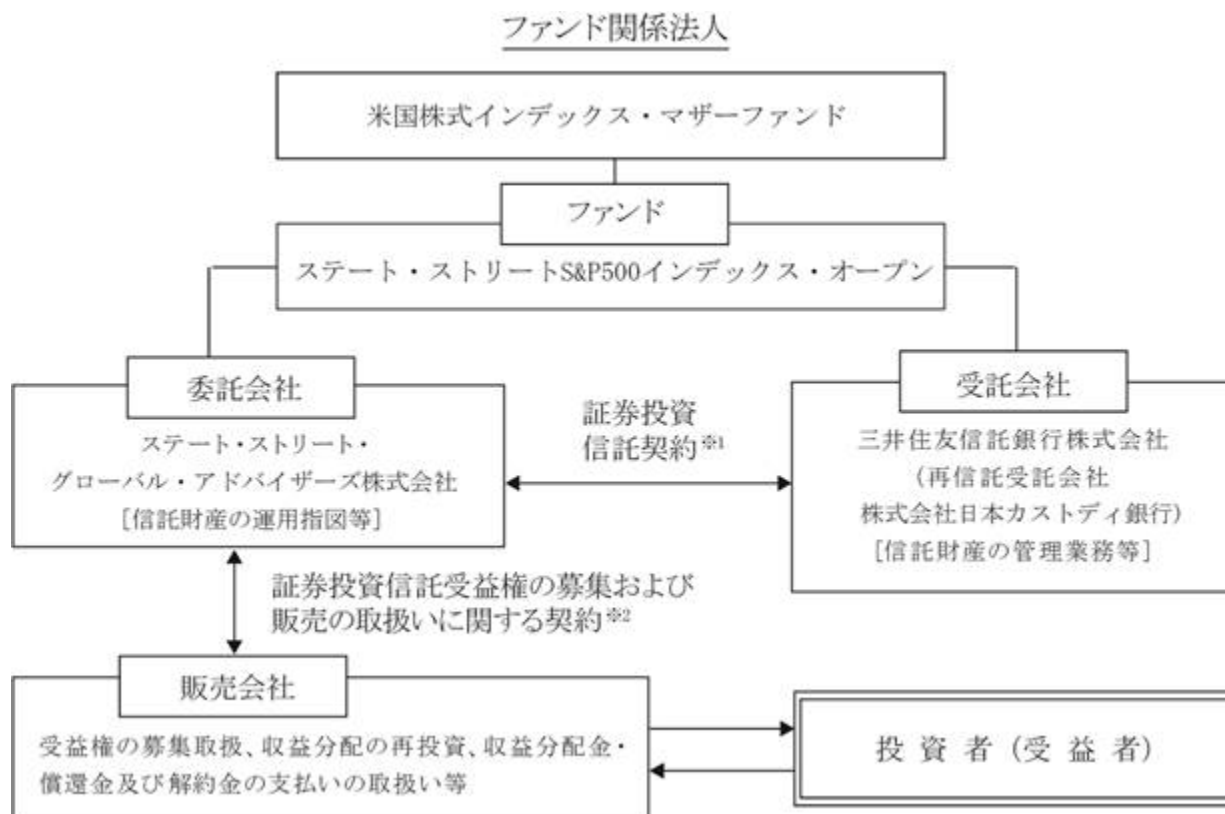 ファンド関係法人
米国株式インデックス・マザーファンド
ファンド
ステート・ストリートS&P500インデックス・オープン
委託会社
ステート・ストリート・
グローバル・アドバイザーズ株式会社
[信託財産の運用指図等]
証券投資
信託契約※1
受託会社
三井住友信託銀行株式会社
(再信託受託会社
株式会社日本カストディ銀行)
[信託財産の管理業務等]
証券投資信託受益権の募集および
販売の取扱いに関する契約※2
販売会社
受益権の募集取扱、収益分配の再投資、収益分配金・
償還金及び解約金の支払いの取扱い等
投資者(受益者)